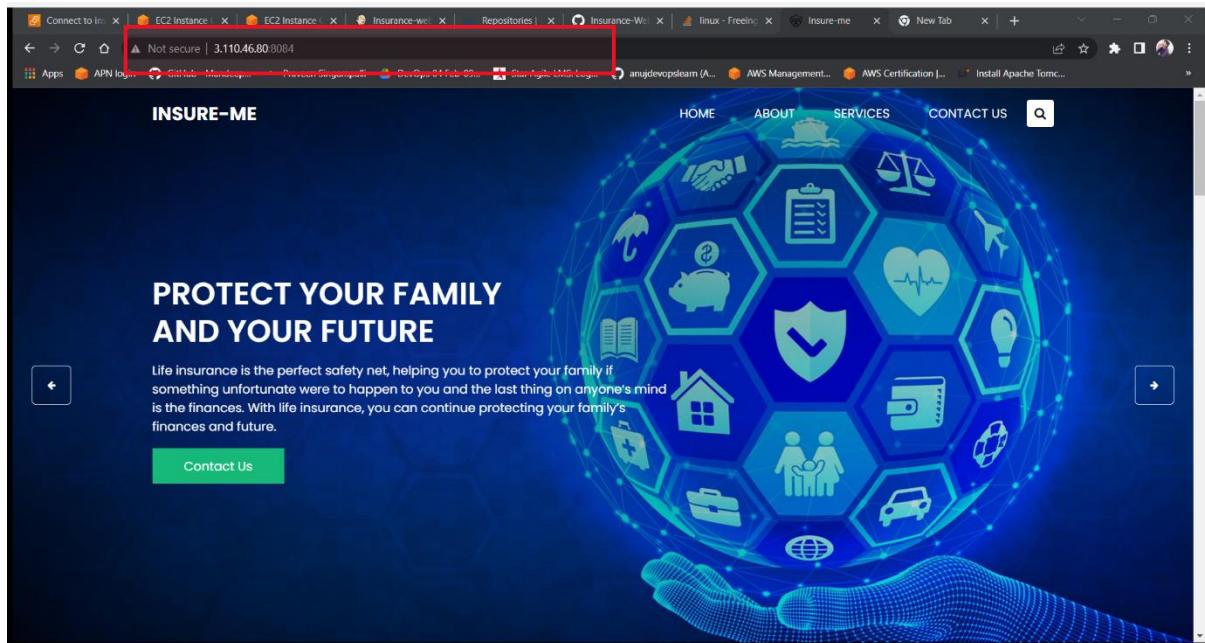 Connect to ins
EC2 Instance C
EC2 Instance C
Insurance-web
Repositories |
Insurance-Web
linux - Freeing
Insure-me
New Tab
Not secure | 3.110.46.80:8084
Apps
APN login
anujdevopslearn (A...
AWS Management...
AWS Certification |...
Install Apache Tomc...
»
INSURE-ME
HOME ABOUT SERVICES CONTACT US
PROTECT YOUR FAMILY
AND YOUR FUTURE
Life insurance is the perfect safety net, helping you to protect your family if
something unfortunate were to happen to you and the last thing on anyone's mind
is the finances. With life insurance, you can continue protecting your family's
finances and future.
Contact Us